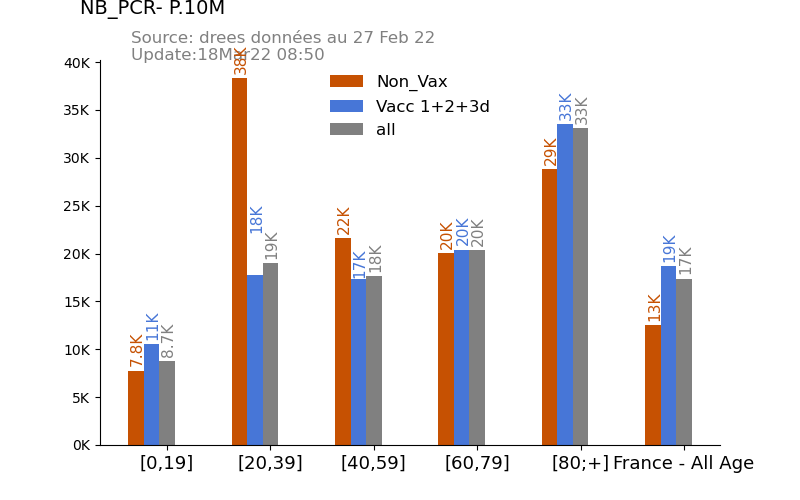 NB_PCR- P.10M
Source: drees données au 27 Feb 22
Update:18Mar22 08:50
40K
35K
30K
25K
20K
15K
10K
5K
0K
Non_Vax
Vacc 1+2+3d
all
7.8K
11K
8.7K
38K
18K
19K
22K
17K
18K
20K
20K
20K
29K
33K
33K
13K
19K
17K
[0,19]
[20,39]
[40,59]
[60,79]
[80;+]
France - All Age